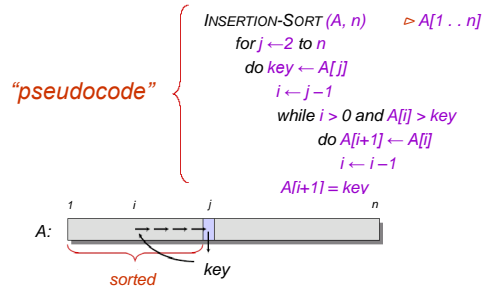 INSERTION-SORT (A, n) ⊳ A[1 . . n]
for j ←2 to n
do key ← A[ j]
i ← j –1
while i > 0 and A[i] > key
do A[i+1] ← A[i]
i ← i –1
A[i+1] = key
“pseudocode”
1 i j n
A:
key
sorted